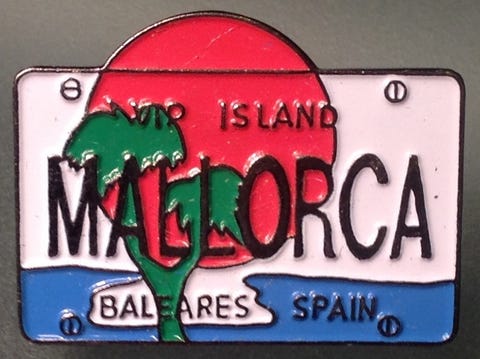 VIP ISLAND
MALLORCA
BALEARES SPAIN